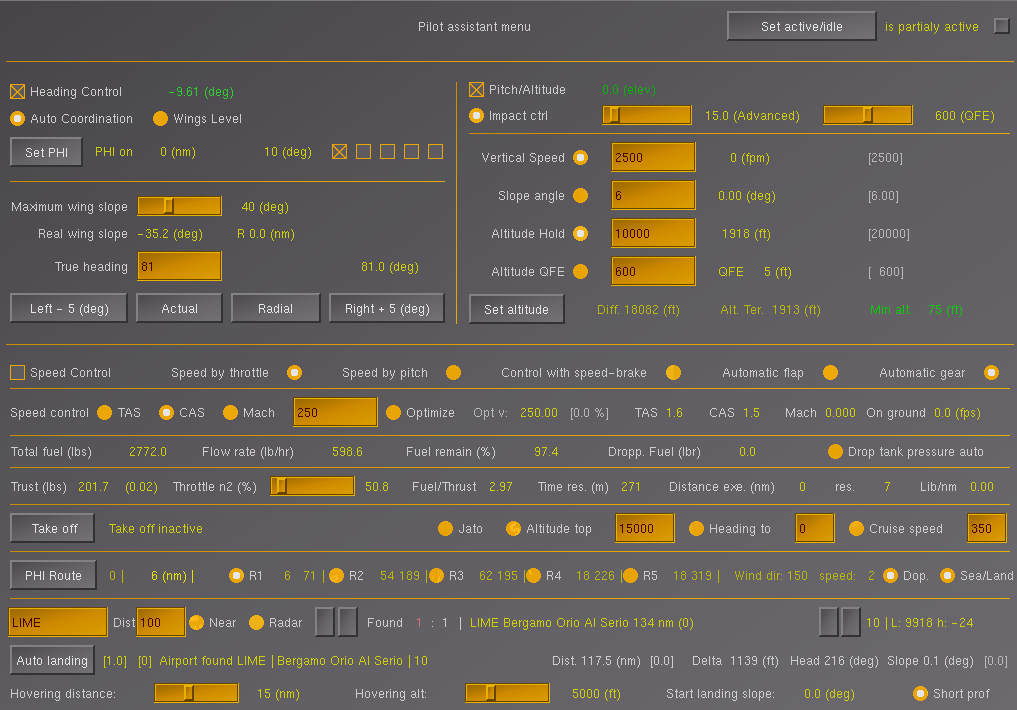 Pilot assistant menu Set active/idle is partialy active
Heading Control -9.61 (deg)
Auto Coordination Wings Level
Set PHI PHI on 0 (nm) 10 (deg)
Maximum wing slope 40 (deg)
Real wing slope -35.2 (deg) R 0.0 (nm)
True heading 81 81.0 (deg)
Left - 5 (deg) Actual Radial Right + 5 (deg)
Pitch/Altitude 0.0 (elev)
Impact ctrl 15.0 (Advanced) 600 (QFE)
Vertical Speed 2500 0 (fpm) [2500]
Slope angle 6 0.00 (deg) [6.00]
Altitude Hold 10000 1918 (ft) [20000]
Altitude QFE 600 QFE 5 (ft) [ 600]
Set altitude Diff. 18082 (ft) Alt. Ter. 1913 (ft) Min alt 75 (ft)
Speed Control Speed by throttle Speed by pitch Control with speed-brake Automatic flap Automatic gear
Speed control TAS CAS Mach 250 Optimize Opt v: 250.00 [0.0 %] TAS 1.6 CAS 1.5 Mach 0.000 On ground 0.0 (fps)
Total fuel (lbs) 2772.0 Flow rate (lb/hr) 598.6 Fuel remain (%) 97.4 Dropp. Fuel (lbr) 0.0 Drop tank pressure auto
Trust (lbs) 201.7 (0.02) Throttle n2 (%) 50.8 Fuel/Thrust 2.97 Time res. (m) 271 Distance exe. (nm) 0 res. 7 Lib/nm 0.00
Take off Take off inactive Jato Altitude top 15000 Heading to 0 Cruise speed 350
PHI Route 0 | 6 (nm) | R1 6 71 | R2 54 189 | R3 62 195 | R4 18 226 | R5 18 319 | Wind dir: 150 speed: 2 Dop. Sea/Land
LIME Dist 100 Near Radar Found 1 : 1 | LIME Bergamo Orio Al Serio 134 nm (0) 10 | L: 9918 h: -24
Auto landing [1.0] [0] Airport found LIME | Bergamo Orio Al Serio | 10 Dist. 117.5 (nm) [0.0] Delta 1139 (ft) Head 216 (deg) Slope 0.1 (deg) [0.0]
Hovering distance: 15 (nm) Hovering alt: 5000 (ft) Start landing slope: 0.0 (deg) Short prof